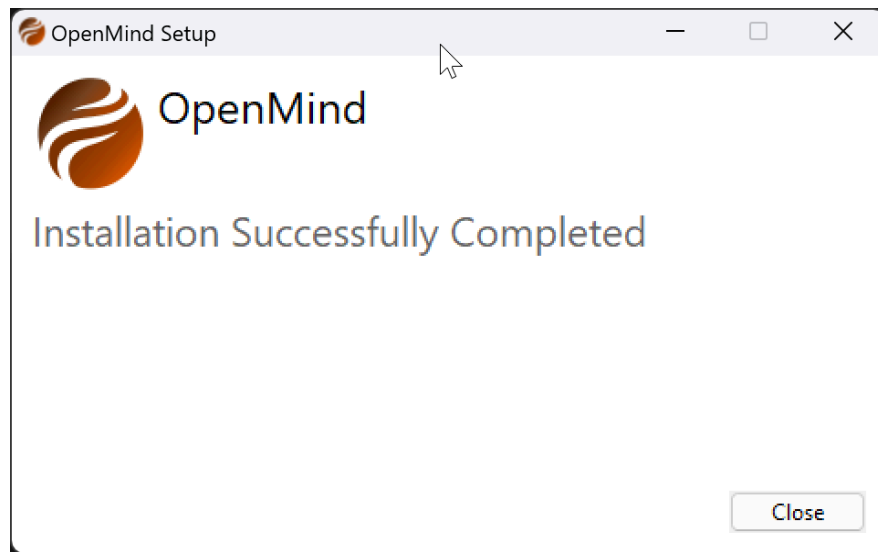 OpenMind Setup
OpenMind
Installation Successfully Completed
Close